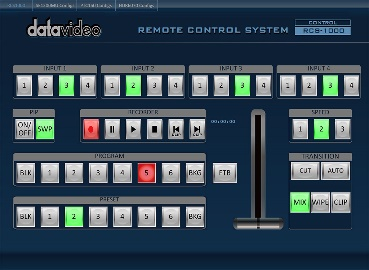 datavideo
REMOTE CONTROL SYSTEM
CONTROL
RCS-1000
INPUT 1 INPUT 2 INPUT 3 INPUT 4
1 2 3 4 1 2 3 4 1 2 3 4 1 2 3 4
PIP RECORDER SPEED
ON/OFF SWP 00:00:00 1 2 3
PROGRAM TRANSITION
BLK 1 2 3 4 5 6 BKG FTB CUT AUTO
PRESET MIX WIPE CLIP
BLK 1 2 3 4 5 6 BKG